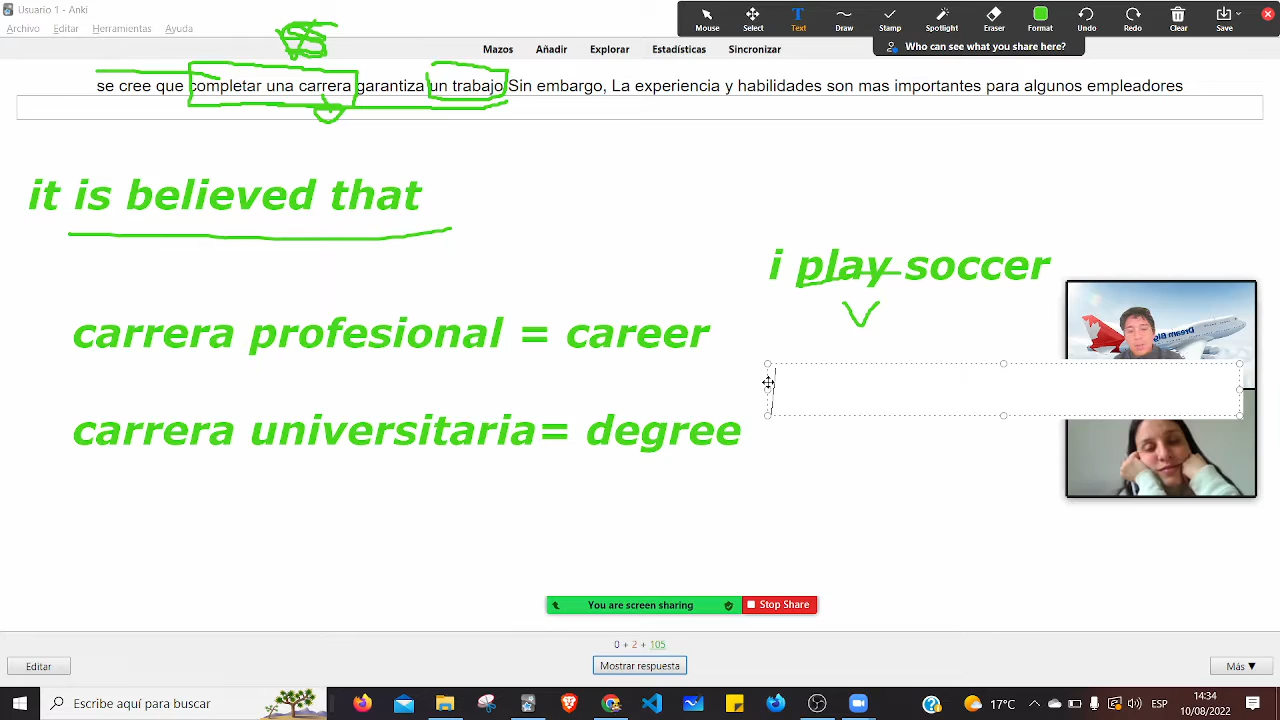 Usuario 1 - Anki
Archivo Editar Herramientas Ayuda
Mouse Select Text Draw Stamp Spotlight Eraser Format Undo Redo Clear Save
Who can see what you share here?
Mazos Añadir Explorar Estadísticas Sincronizar
se cree que completar una carrera garantiza un trabajo Sin embargo, La experiencia y habilidades son mas importantes para algunos empleadores
it is believed that
i play soccer
carrera profesional = career
carrera universitaria= degree
You are screen sharing Stop Share
0 + 2 + 105
Editar Mostrar respuesta Más ▼
Escribe aquí para buscar 17°C ESP 14:34
10/08/2022